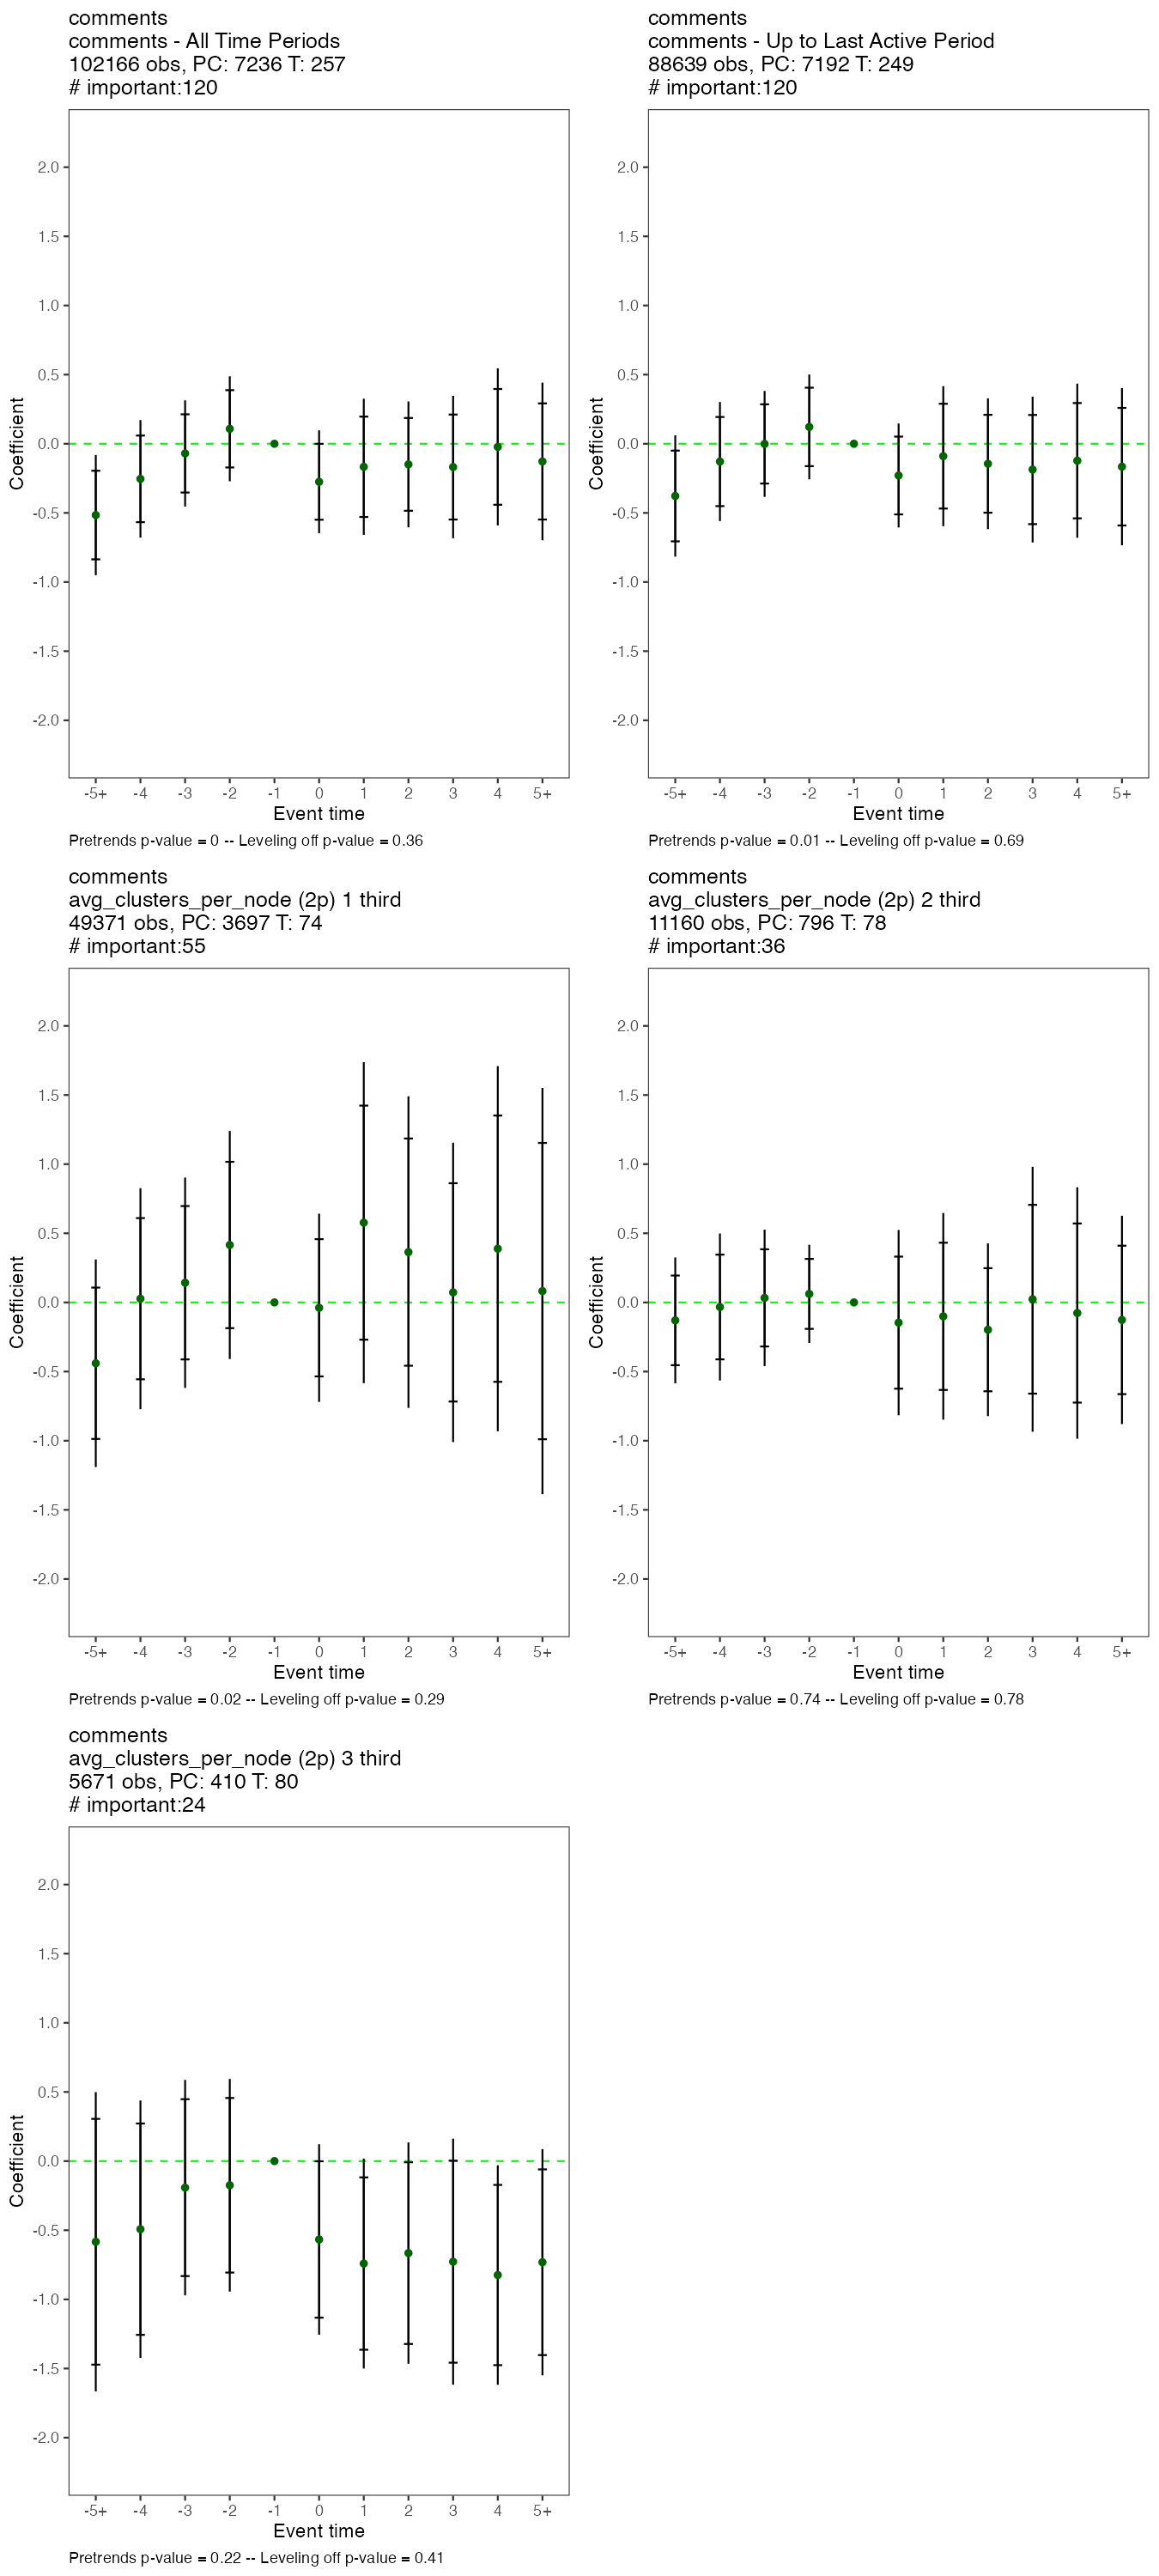 comments
comments - All Time Periods
102166 obs, PC: 7236 T: 257
# important:120
2.0
1.5
1.0
0.5
0.0
-0.5
-1.0
-1.5
-2.0
Coefficient
-5+ -4 -3 -2 -1 0 1 2 3 4 5+
Event time
Pretrends p-value = 0 -- Leveling off p-value = 0.36
comments
comments - Up to Last Active Period
88639 obs, PC: 7192 T: 249
# important:120
2.0
1.5
1.0
0.5
0.0
-0.5
-1.0
-1.5
-2.0
Coefficient
-5+ -4 -3 -2 -1 0 1 2 3 4 5+
Event time
Pretrends p-value = 0.01 -- Leveling off p-value = 0.69
comments
avg_clusters_per_node (2p) 1 third
49371 obs, PC: 3697 T: 74
# important:55
2.0
1.5
1.0
0.5
0.0
-0.5
-1.0
-1.5
-2.0
Coefficient
-5+ -4 -3 -2 -1 0 1 2 3 4 5+
Event time
Pretrends p-value = 0.02 -- Leveling off p-value = 0.29
comments
avg_clusters_per_node (2p) 2 third
11160 obs, PC: 796 T: 78
# important:36
2.0
1.5
1.0
0.5
0.0
-0.5
-1.0
-1.5
-2.0
Coefficient
-5+ -4 -3 -2 -1 0 1 2 3 4 5+
Event time
Pretrends p-value = 0.74 -- Leveling off p-value = 0.78
comments
avg_clusters_per_node (2p) 3 third
5671 obs, PC: 410 T: 80
# important:24
2.0
1.5
1.0
0.5
0.0
-0.5
-1.0
-1.5
-2.0
Coefficient
-5+ -4 -3 -2 -1 0 1 2 3 4 5+
Event time
Pretrends p-value = 0.22 -- Leveling off p-value = 0.41